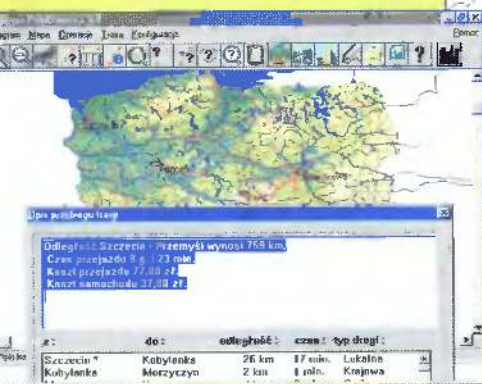 Mapa Operacje Trasa Konfiguracja Pomoc
Opis przebiegu trasy
Odległość Szczecin - Przemyśl wynosi 759 km,
Czas przejazdu 9 g. i 23 min.
Koszt przejazdu 77,00 zł.
Koszt samochodu 37,00 zł.
z: do: odległość: czas: typ drogi:
Szczecin * Kobylanka 26 km 17 min. Lokalna
Kobylanka Morzyczyn 2 km 1 min. Krajowa